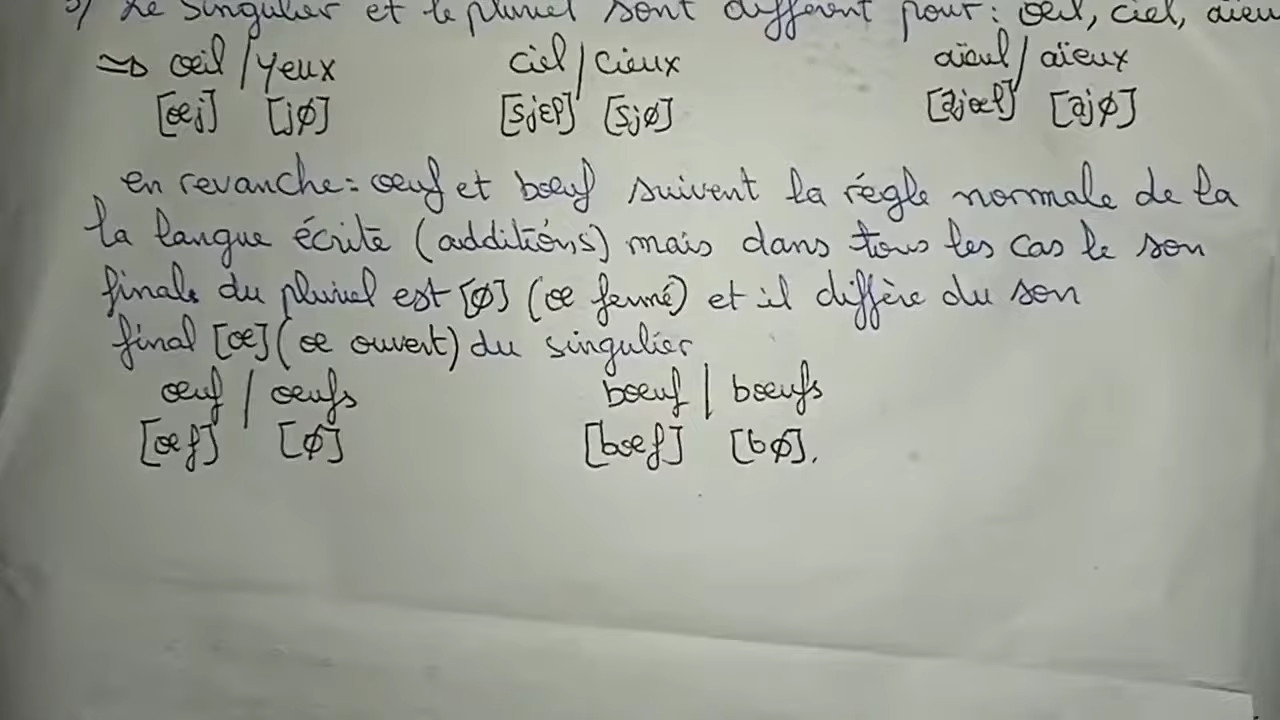 3) Le singulier et le pluriel sont différent pour : œil, ciel, aïeu
⇒ œil / yeux ciel / cieux aïeul / aïeux
[œj] [jø] [sjɛl] [sjø] [ajœl] [ajø]
en revanche : œuf et bœuf suivent la règle normale de la
la langue écrite (addition,s) mais dans tous les cas le son
finale du pluriel est [ø] (œ fermé) et il diffère du son
final [œ] (œ ouvert) du singulier
œuf / œufs bœuf | bœufs
[œf] [ø] [bœf] [bø].